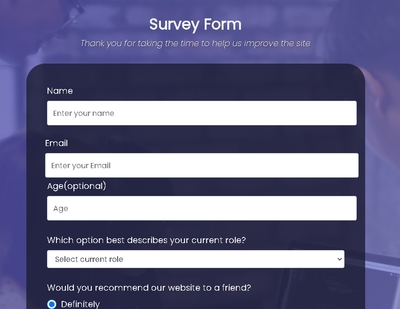 Survey Form
Thank you for taking the time to help us improve the site
Name
Enter your name
Email
Enter your Email
Age(optional)
Age
Which option best describes your current role?
Select current role
Would you recommend our website to a friend?
Definitely